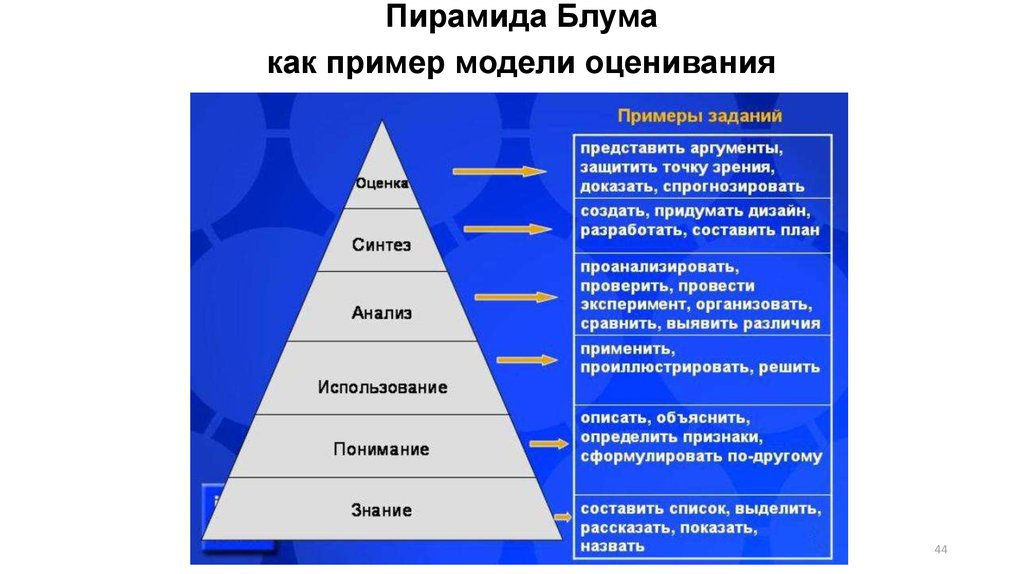 Пирамида Блума
как пример модели оценивания
Примеры заданий
Оценка
представить аргументы,
защитить точку зрения,
доказать, спрогнозировать
Синтез
создать, придумать дизайн,
разработать, составить план
Анализ
проанализировать,
проверить, провести
эксперимент, организовать,
сравнить, выявить различия
Использование
применить,
проиллюстрировать, решить
Понимание
описать, объяснить,
определить признаки,
сформулировать по-другому
Знание
составить список, выделить,
рассказать, показать,
назвать
44